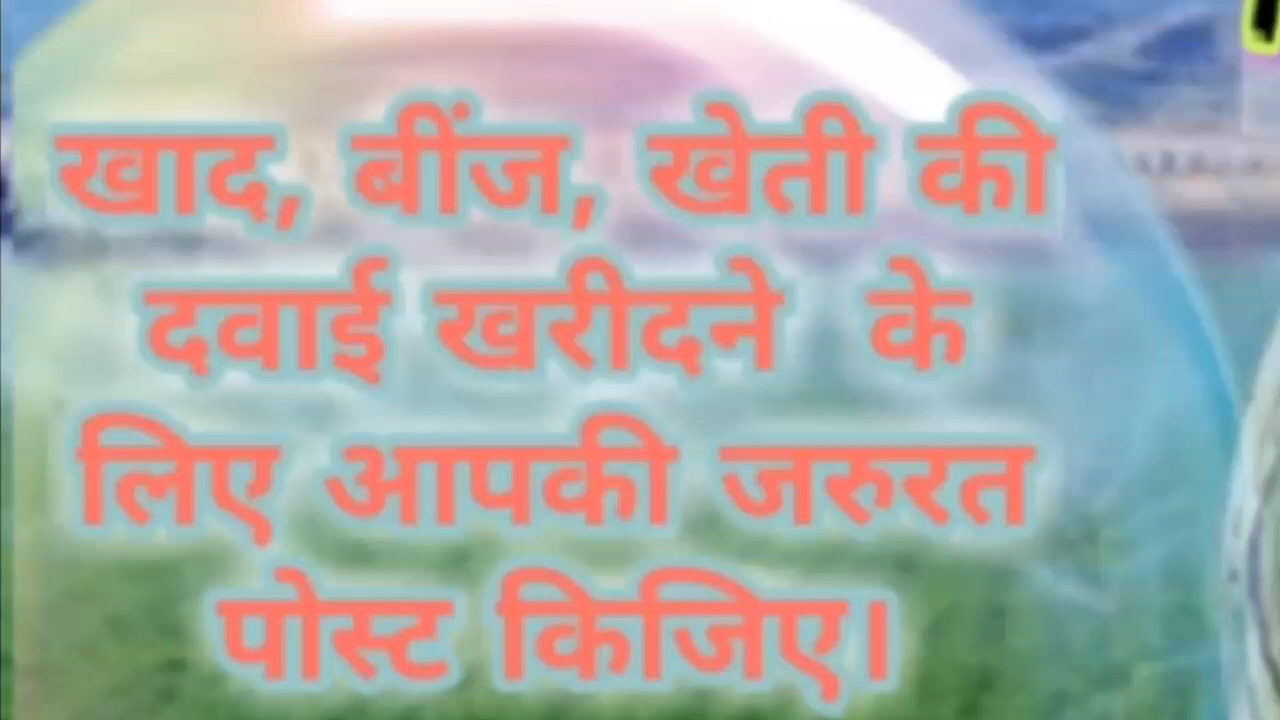 खाद, बींज, खेती की
दवाई खरीदने के
लिए आपकी जरुरत
पोस्ट किजिए।